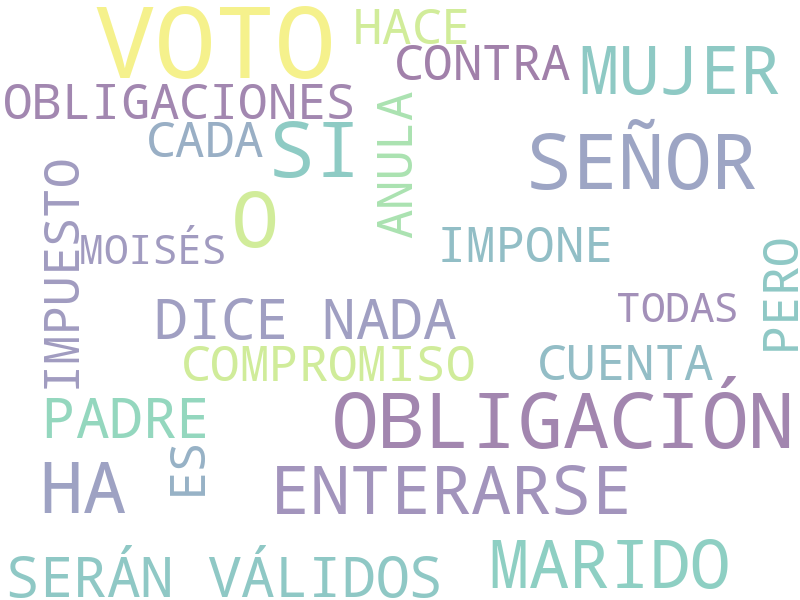 VOTO
HACE
CONTRA
MUJER
OBLIGACIONES
CADA
SI
ANULA
SEÑOR
IMPUESTO
MOISÉS
O
IMPONE
PERO
DICE NADA
TODAS
COMPROMISO
CUENTA
PADRE
OBLIGACIÓN
HA
ES
ENTERARSE
SERÁN VÁLIDOS
MARIDO